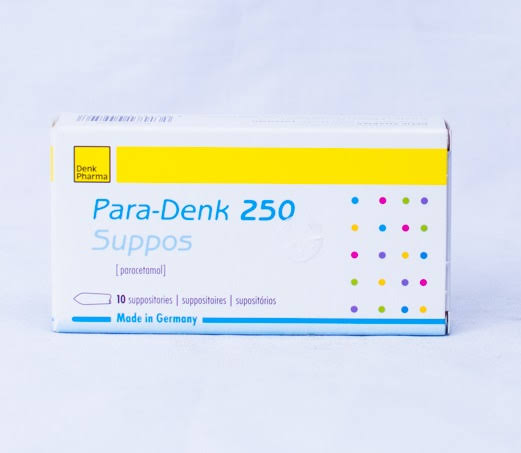 Denk
Pharma
Para-Denk 250
Suppos
[paracetamol]
10 suppositories | suppositoires | supositórios
Made in Germany